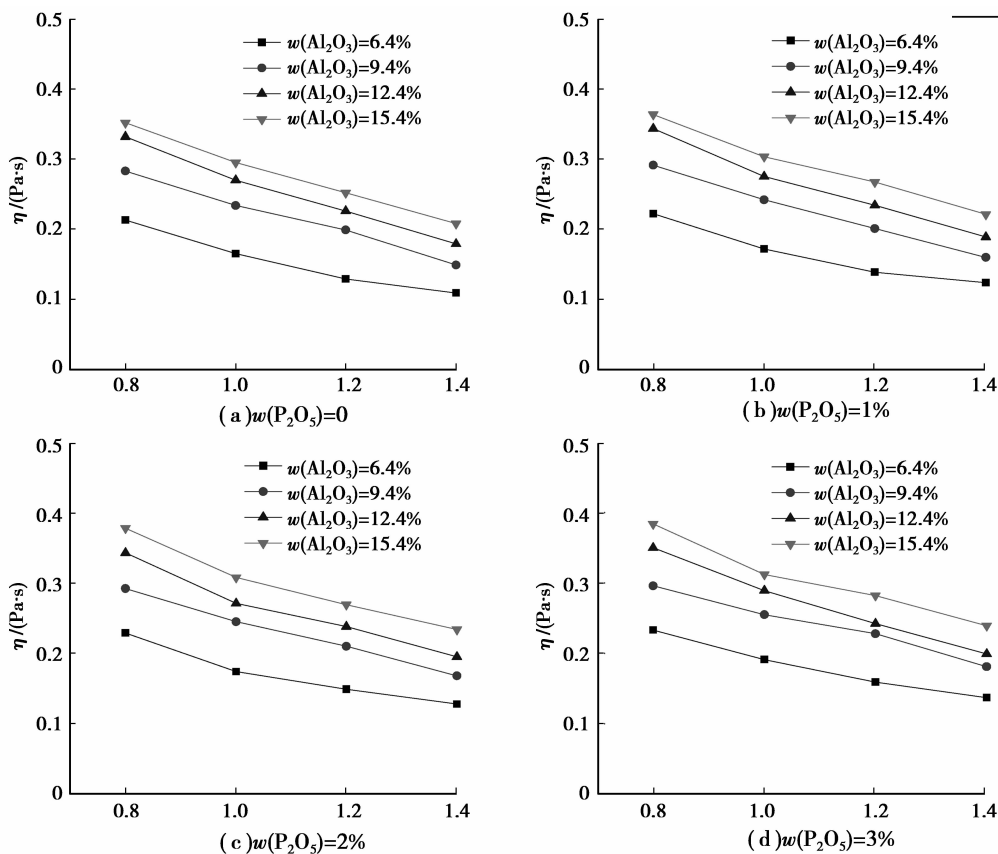 0.5
0.4
0.3
0.2
0.1
0
η/(Pa·s)
w(Al₂O₃)=6.4%
w(Al₂O₃)=9.4%
w(Al₂O₃)=12.4%
w(Al₂O₃)=15.4%
0.8 1.0 1.2 1.4
( a )w(P₂O₅)=0
0.5
0.4
0.3
0.2
0.1
0
η/(Pa·s)
w(Al₂O₃)=6.4%
w(Al₂O₃)=9.4%
w(Al₂O₃)=12.4%
w(Al₂O₃)=15.4%
0.8 1.0 1.2 1.4
( b )w(P₂O₅)=1%
0.5
0.4
0.3
0.2
0.1
0
η/(Pa·s)
w(Al₂O₃)=6.4%
w(Al₂O₃)=9.4%
w(Al₂O₃)=12.4%
w(Al₂O₃)=15.4%
0.8 1.0 1.2 1.4
( c )w(P₂O₅)=2%
0.5
0.4
0.3
0.2
0.1
0
η/(Pa·s)
w(Al₂O₃)=6.4%
w(Al₂O₃)=9.4%
w(Al₂O₃)=12.4%
w(Al₂O₃)=15.4%
0.8 1.0 1.2 1.4
( d )w(P₂O₅)=3%